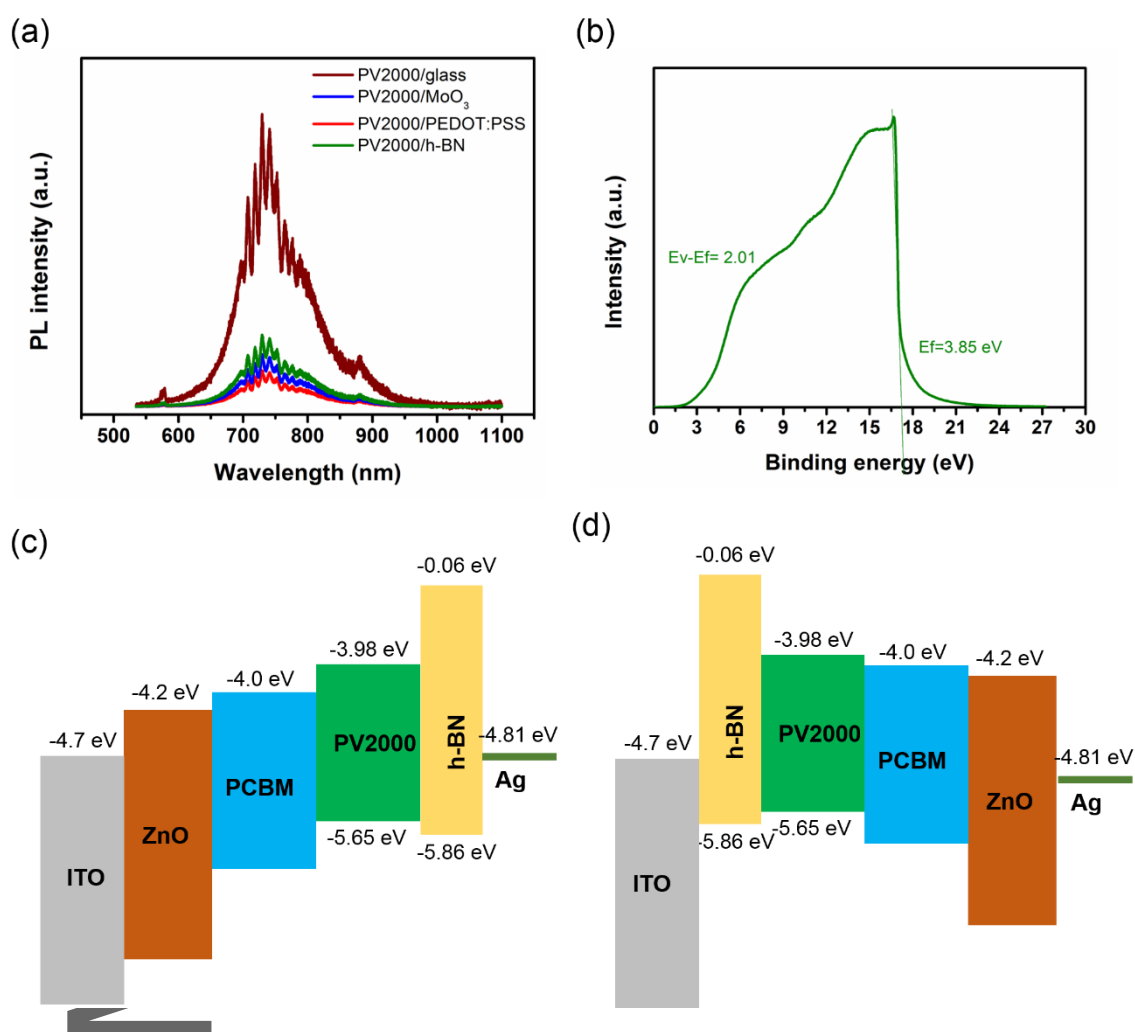 (a)
PL intensity (a.u.)
PV2000/glass
PV2000/MoO₃
PV2000/PEDOT:PSS
PV2000/h-BN
500 600 700 800 900 1000 1100
Wavelength (nm)
(b)
Intensity (a.u.)
Ev-Ef= 2.01
Ef=3.85 eV
0 3 6 9 12 15 18 21 24 27 30
Binding energy (eV)
(c)
-0.06 eV
-3.98 eV
-4.0 eV
-4.2 eV
-4.7 eV
-4.81 eV
PV2000
h-BN
Ag
PCBM
ZnO
ITO
-5.65 eV
-5.86 eV
(d)
-0.06 eV
-3.98 eV
-4.0 eV
-4.2 eV
-4.7 eV
-4.81 eV
h-BN
PV2000
PCBM
ZnO
Ag
-5.86 eV
-5.65 eV
ITO